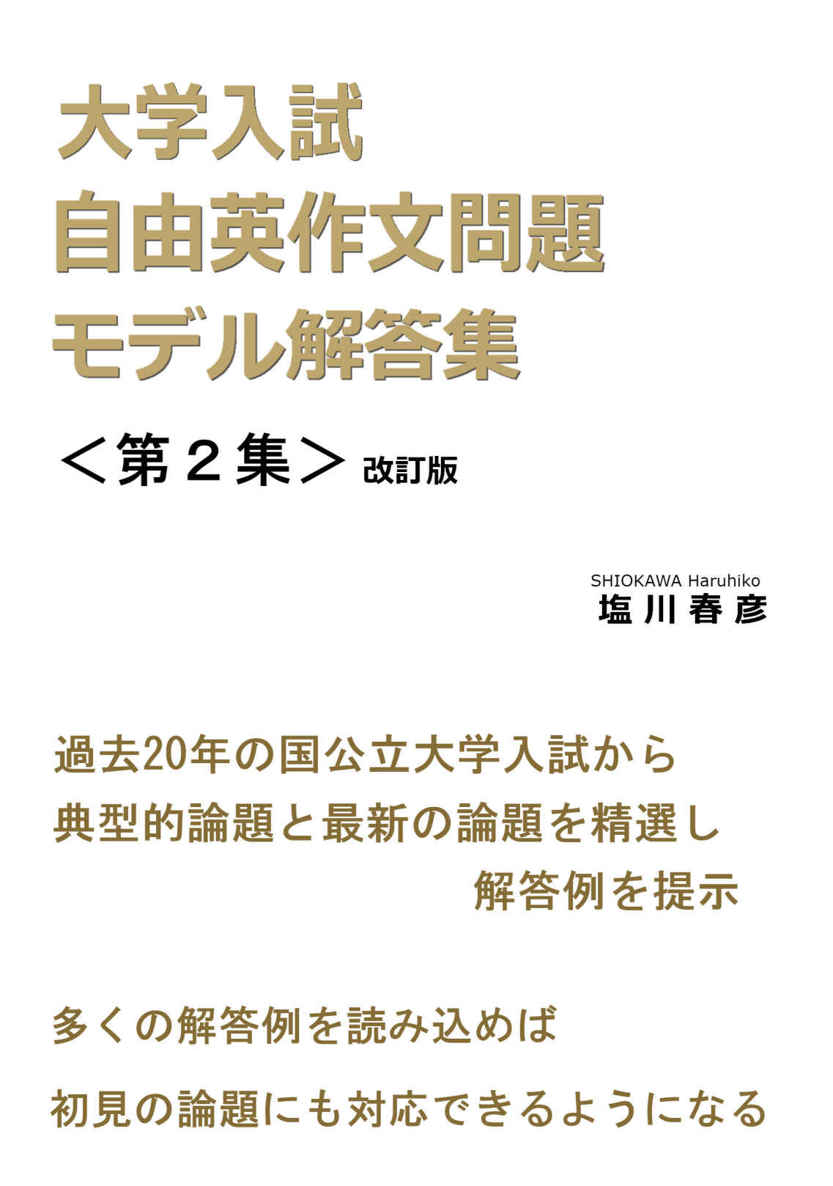 大学入試
自由英作文問題
モデル解答集
＜第２集＞ 改訂版
SHIOKAWA Haruhiko
塩川春彦
過去20年の国公立大学入試から
典型的論題と最新の論題を精選し
解答例を提示
多くの解答例を読み込めば
初見の論題にも対応できるようになる